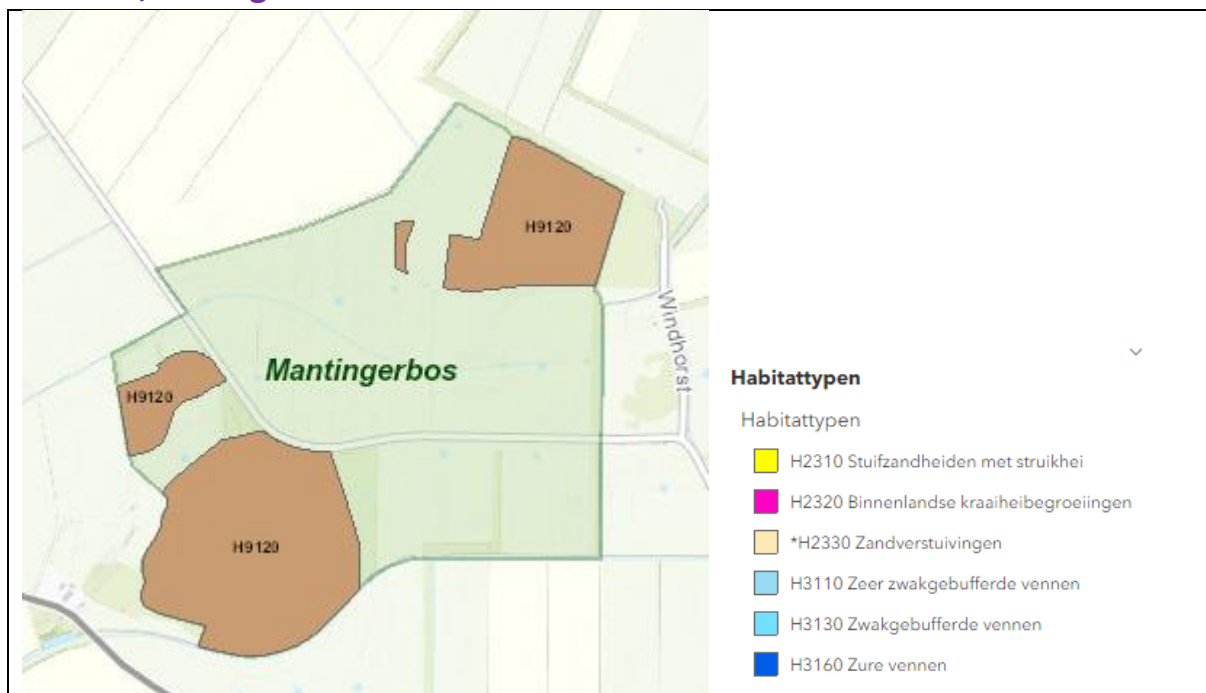 H9120
Windhorst
Mantingerbos
H9120
H9120
Habitattypen
Habitattypen
H2310 Stuifzandheiden met struikhei
H2320 Binnenlandse kraaiheibegroeiingen
*H2330 Zandverstuivingen
H3110 Zeer zwakgebufferde vennen
H3130 Zwakgebufferde vennen
H3160 Zure vennen